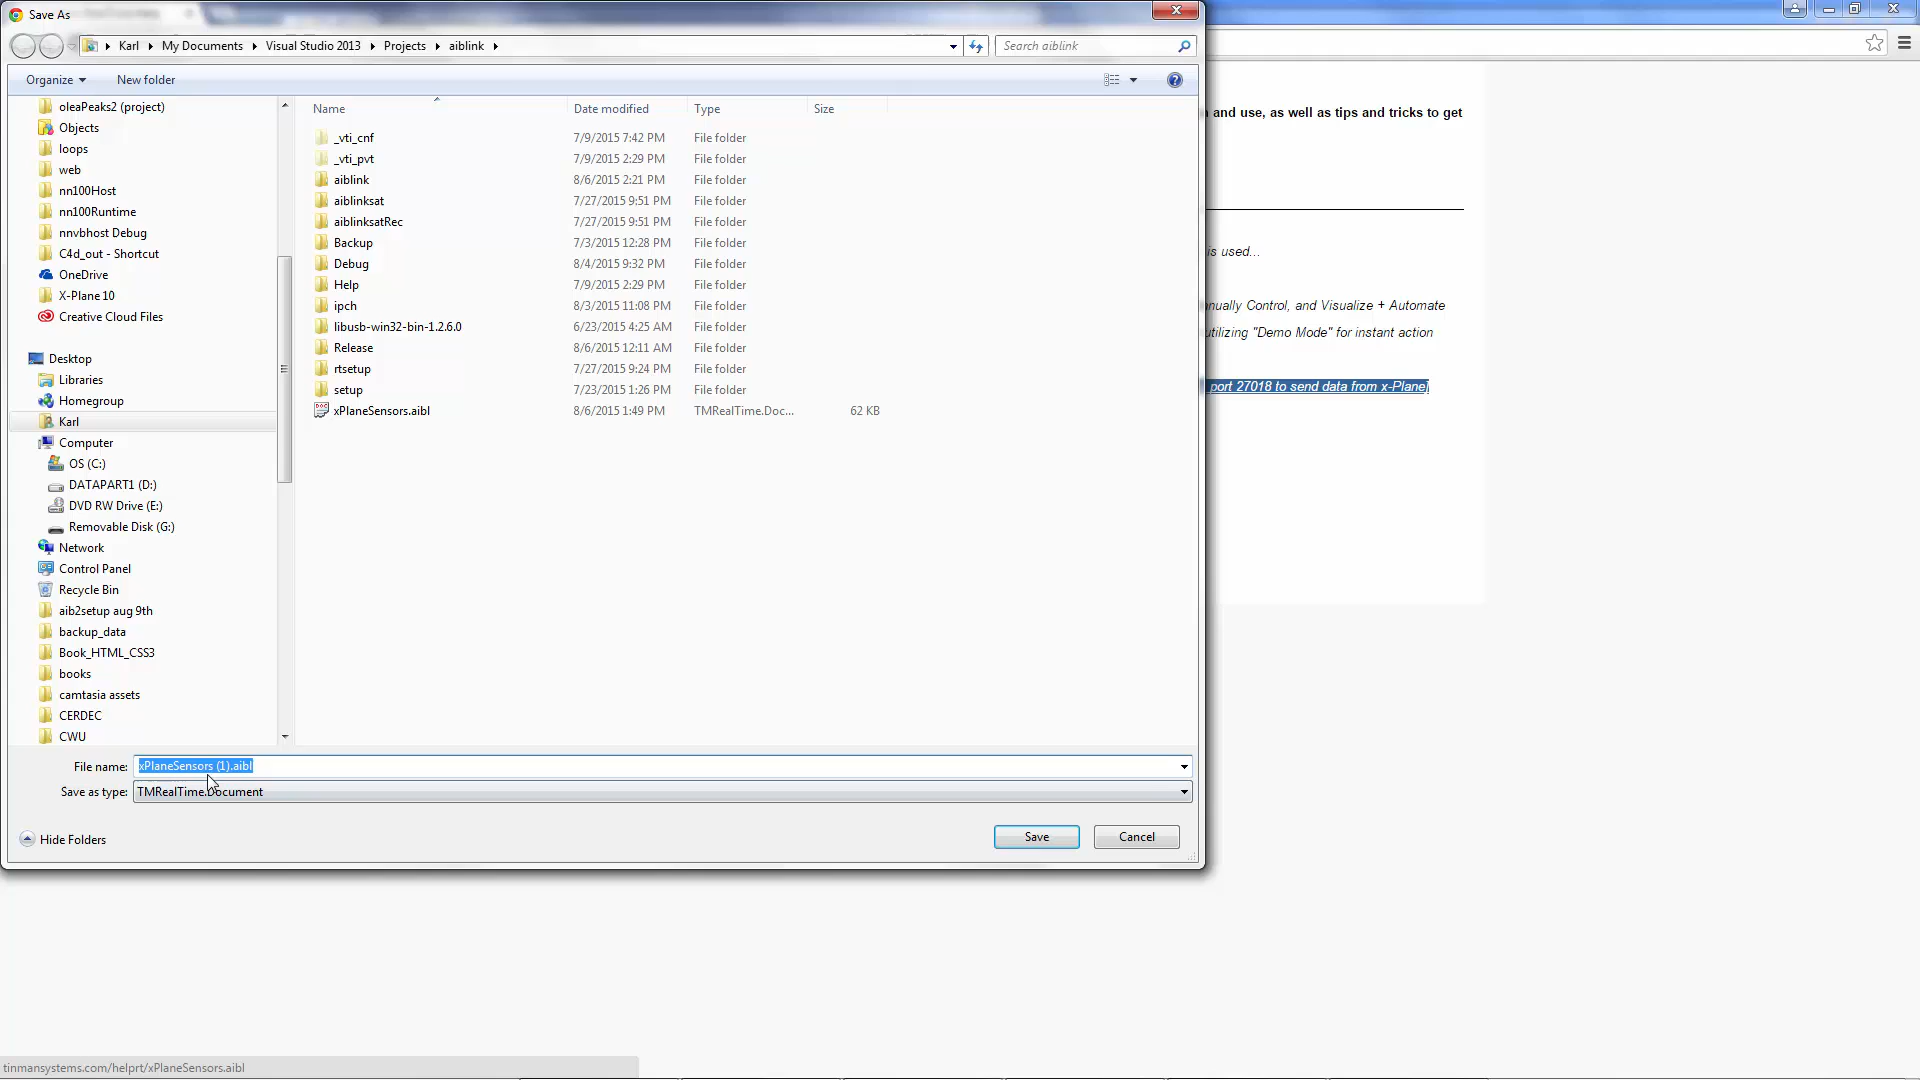 Save As
Karl My Documents Visual Studio 2013 Projects aiblink
Search aiblink
Organize New folder
Name Date modified Type Size
oleaPeaks2 (project)
Objects
loops
web
nn100Host
nn100Runtime
nnvbhost Debug
C4d_out - Shortcut
OneDrive
X-Plane 10
Creative Cloud Files
Desktop
Libraries
Homegroup
Karl
Computer
OS (C:)
DATAPART1 (D:)
DVD RW Drive (E:)
Removable Disk (G:)
Network
Control Panel
Recycle Bin
aib2setup aug 9th
backup_data
Book_HTML_CSS3
books
camtasia assets
CERDEC
CWU
_vti_cnf 7/9/2015 7:42 PM File folder
_vti_pvt 7/9/2015 2:29 PM File folder
aiblink 8/6/2015 2:21 PM File folder
aiblinksat 7/27/2015 9:51 PM File folder
aiblinksatRec 7/27/2015 9:51 PM File folder
Backup 7/3/2015 12:28 PM File folder
Debug 8/4/2015 9:32 PM File folder
Help 7/9/2015 2:29 PM File folder
ipch 8/3/2015 11:08 PM File folder
libusb-win32-bin-1.2.6.0 6/23/2015 4:25 AM File folder
Release 8/6/2015 12:11 AM File folder
rtsetup 7/27/2015 9:24 PM File folder
setup 7/23/2015 1:26 PM File folder
xPlaneSensors.aibl 8/6/2015 1:49 PM TMRealTime.Doc... 62 KB
File name: xPlaneSensors (1).aibl
Save as type: TMRealTime.Document
Hide Folders
Save Cancel
and use, as well as tips and tricks to get
is used...
nually Control, and Visualize + Automate
utilizing "Demo Mode" for instant action
port 27018 to send data from x-Plane]
tinmansystems.com/helprt/xPlaneSensors.aibl